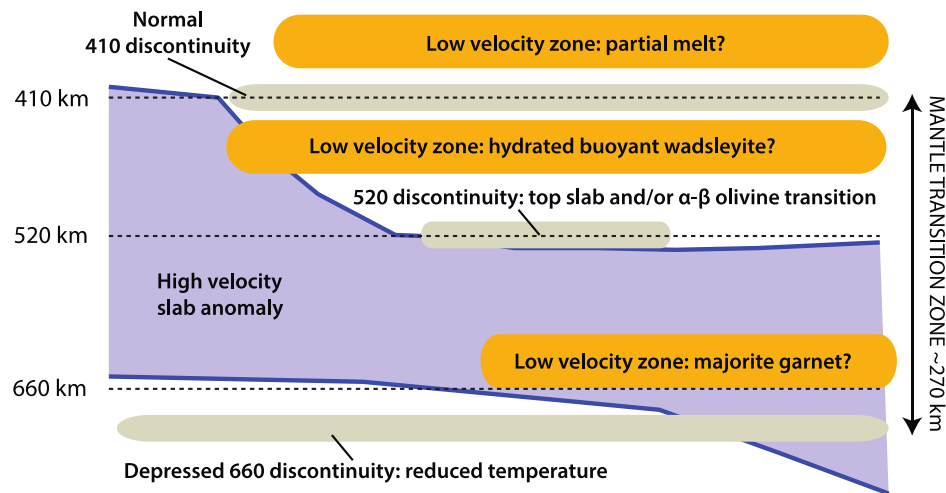 Normal
410 discontinuity
Low velocity zone: partial melt?
410 km
Low velocity zone: hydrated buoyant wadsleyite?
520 discontinuity: top slab and/or α-β olivine transition
520 km
High velocity
slab anomaly
Low velocity zone: majorite garnet?
660 km
Depressed 660 discontinuity: reduced temperature
MANTLE TRANSITION ZONE ~270 km